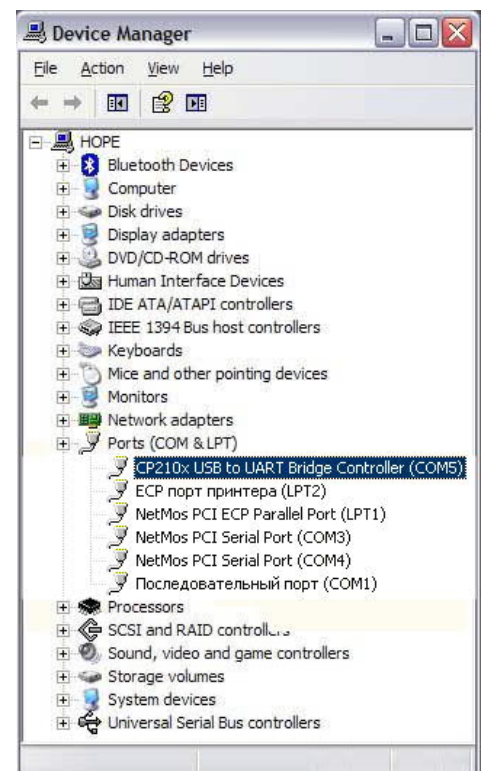 Device Manager
File Action View Help
HOPE
Bluetooth Devices
Computer
Disk drives
Display adapters
DVD/CD-ROM drives
Human Interface Devices
IDE ATA/ATAPI controllers
IEEE 1394 Bus host controllers
Keyboards
Mice and other pointing devices
Monitors
Network adapters
Ports (COM & LPT)
CP210x USB to UART Bridge Controller (COM5)
ECP порт принтера (LPT2)
NetMos PCI ECP Parallel Port (LPT1)
NetMos PCI Serial Port (COM3)
NetMos PCI Serial Port (COM4)
Последовательный порт (COM1)
Processors
SCSI and RAID
Sound, video and game controllers
Storage volumes
System devices
Universal Serial Bus controllers